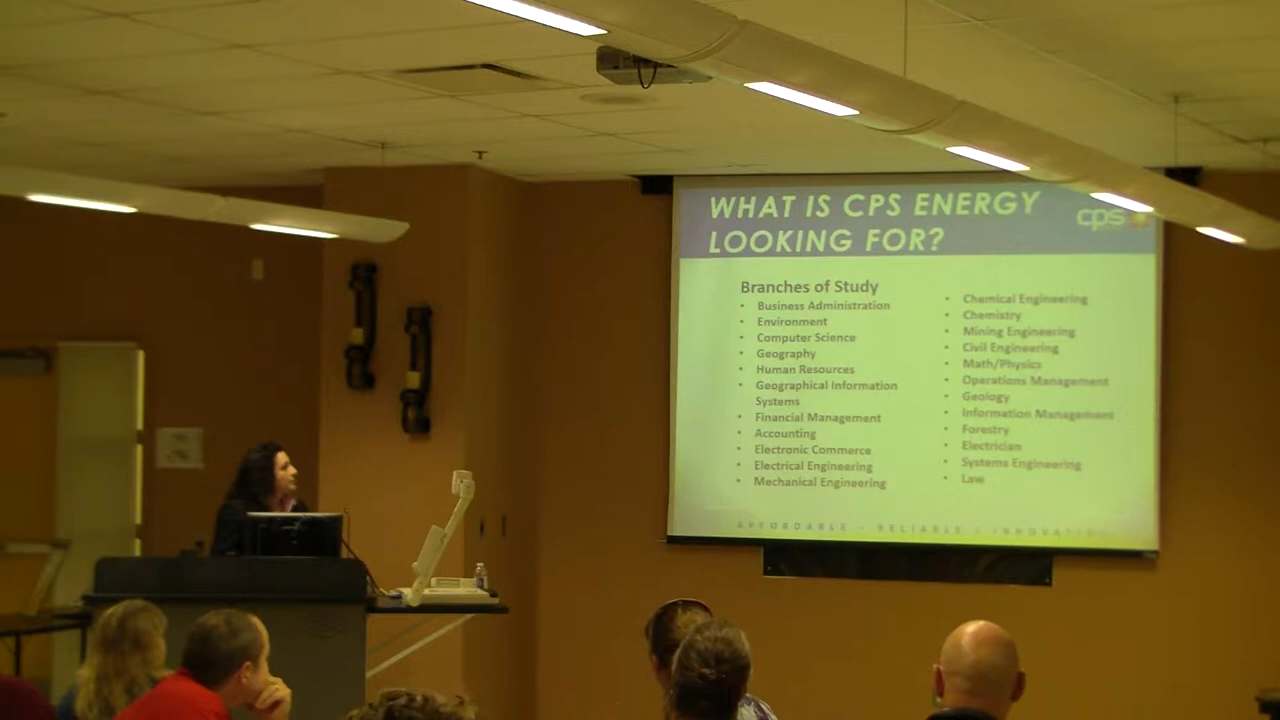 WHAT IS CPS ENERGY
LOOKING FOR?
cps
Branches of Study
• Business Administration
• Environment
• Computer Science
• Geography
• Human Resources
• Geographical Information
Systems
• Financial Management
• Accounting
• Electronic Commerce
• Electrical Engineering
• Mechanical Engineering
• Chemical Engineering
• Chemistry
• Mining Engineering
• Civil Engineering
• Math/Physics
• Operations Management
• Geology
• Information Management
• Forestry
• Electrician
• Systems Engineering
• Law
AFFORDABLE • RELIABLE • INNOVATIVE